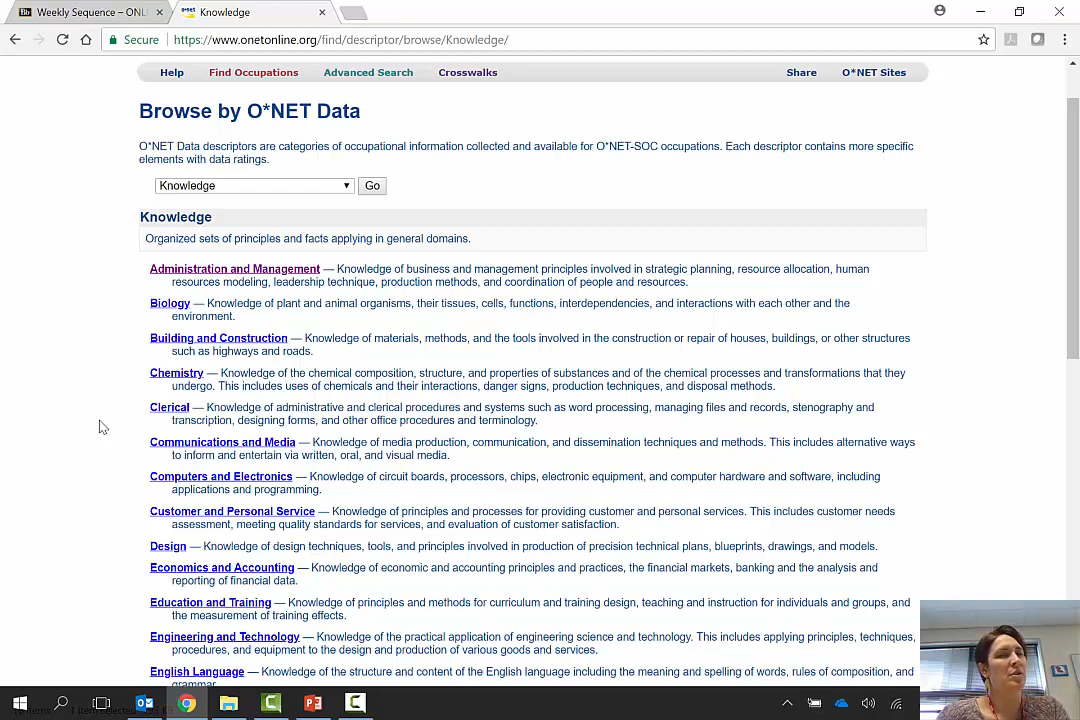 Weekly Sequence – ONLI
Knowledge
Secure https://www.onetonline.org/find/descriptor/browse/Knowledge/
Help Find Occupations Advanced Search Crosswalks Share O*NET Sites
Browse by O*NET Data
O*NET Data descriptors are categories of occupational information collected and available for O*NET-SOC occupations. Each descriptor contains more specific
elements with data ratings.
Knowledge Go
Knowledge
Organized sets of principles and facts applying in general domains.
Administration and Management — Knowledge of business and management principles involved in strategic planning, resource allocation, human
resources modeling, leadership technique, production methods, and coordination of people and resources.
Biology — Knowledge of plant and animal organisms, their tissues, cells, functions, interdependencies, and interactions with each other and the
environment.
Building and Construction — Knowledge of materials, methods, and the tools involved in the construction or repair of houses, buildings, or other structures
such as highways and roads.
Chemistry — Knowledge of the chemical composition, structure, and properties of substances and of the chemical processes and transformations that they
undergo. This includes uses of chemicals and their interactions, danger signs, production techniques, and disposal methods.
Clerical — Knowledge of administrative and clerical procedures and systems such as word processing, managing files and records, stenography and
transcription, designing forms, and other office procedures and terminology.
Communications and Media — Knowledge of media production, communication, and dissemination techniques and methods. This includes alternative ways
to inform and entertain via written, oral, and visual media.
Computers and Electronics — Knowledge of circuit boards, processors, chips, electronic equipment, and computer hardware and software, including
applications and programming.
Customer and Personal Service — Knowledge of principles and processes for providing customer and personal services. This includes customer needs
assessment, meeting quality standards for services, and evaluation of customer satisfaction.
Design — Knowledge of design techniques, tools, and principles involved in production of precision technical plans, blueprints, drawings, and models.
Economics and Accounting — Knowledge of economic and accounting principles and practices, the financial markets, banking and the analysis and
reporting of financial data.
Education and Training — Knowledge of principles and methods for curriculum and training design, teaching and instruction for individuals and groups, and
the measurement of training effects.
Engineering and Technology — Knowledge of the practical application of engineering science and technology. This includes applying principles, techniques,
procedures, and equipment to the design and production of various goods and services.
English Language — Knowledge of the structure and content of the English language including the meaning and spelling of words, rules of composition, and
grammar.